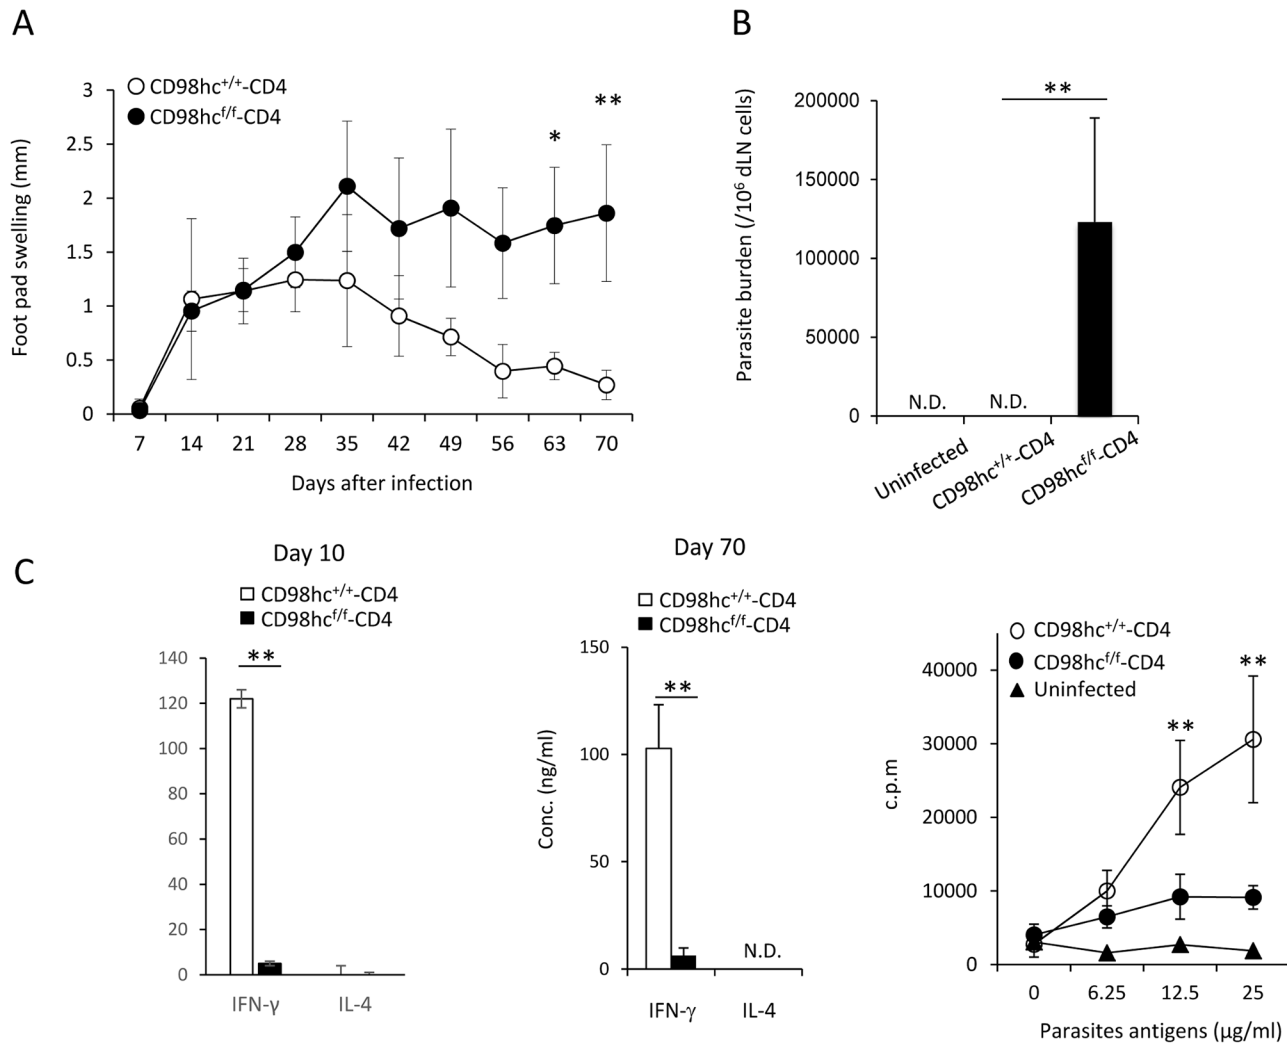 A
CD98hc+/+-CD4
CD98hcf/f-CD4
**
*
3
2.5
2
1.5
1
0.5
0
Foot pad swelling (mm)
7 14 21 28 35 42 49 56 63 70
Days after infection
B
**
200000
150000
100000
50000
0
Parasite burden (/10⁶ dLN cells)
N.D.
N.D.
Uninfected
CD98hc+/+-CD4
CD98hcf/f-CD4
C
Day 10
CD98hc+/+-CD4
CD98hcf/f-CD4
**
140
120
100
80
60
40
20
0
IFN-γ IL-4
Day 70
CD98hc+/+-CD4
CD98hcf/f-CD4
**
150
100
50
0
Conc. (ng/ml)
N.D.
IFN-γ IL-4
CD98hc+/+-CD4
CD98hcf/f-CD4
Uninfected
**
**
40000
30000
20000
10000
0
c.p.m
0 6.25 12.5 25
Parasites antigens (μg/ml)